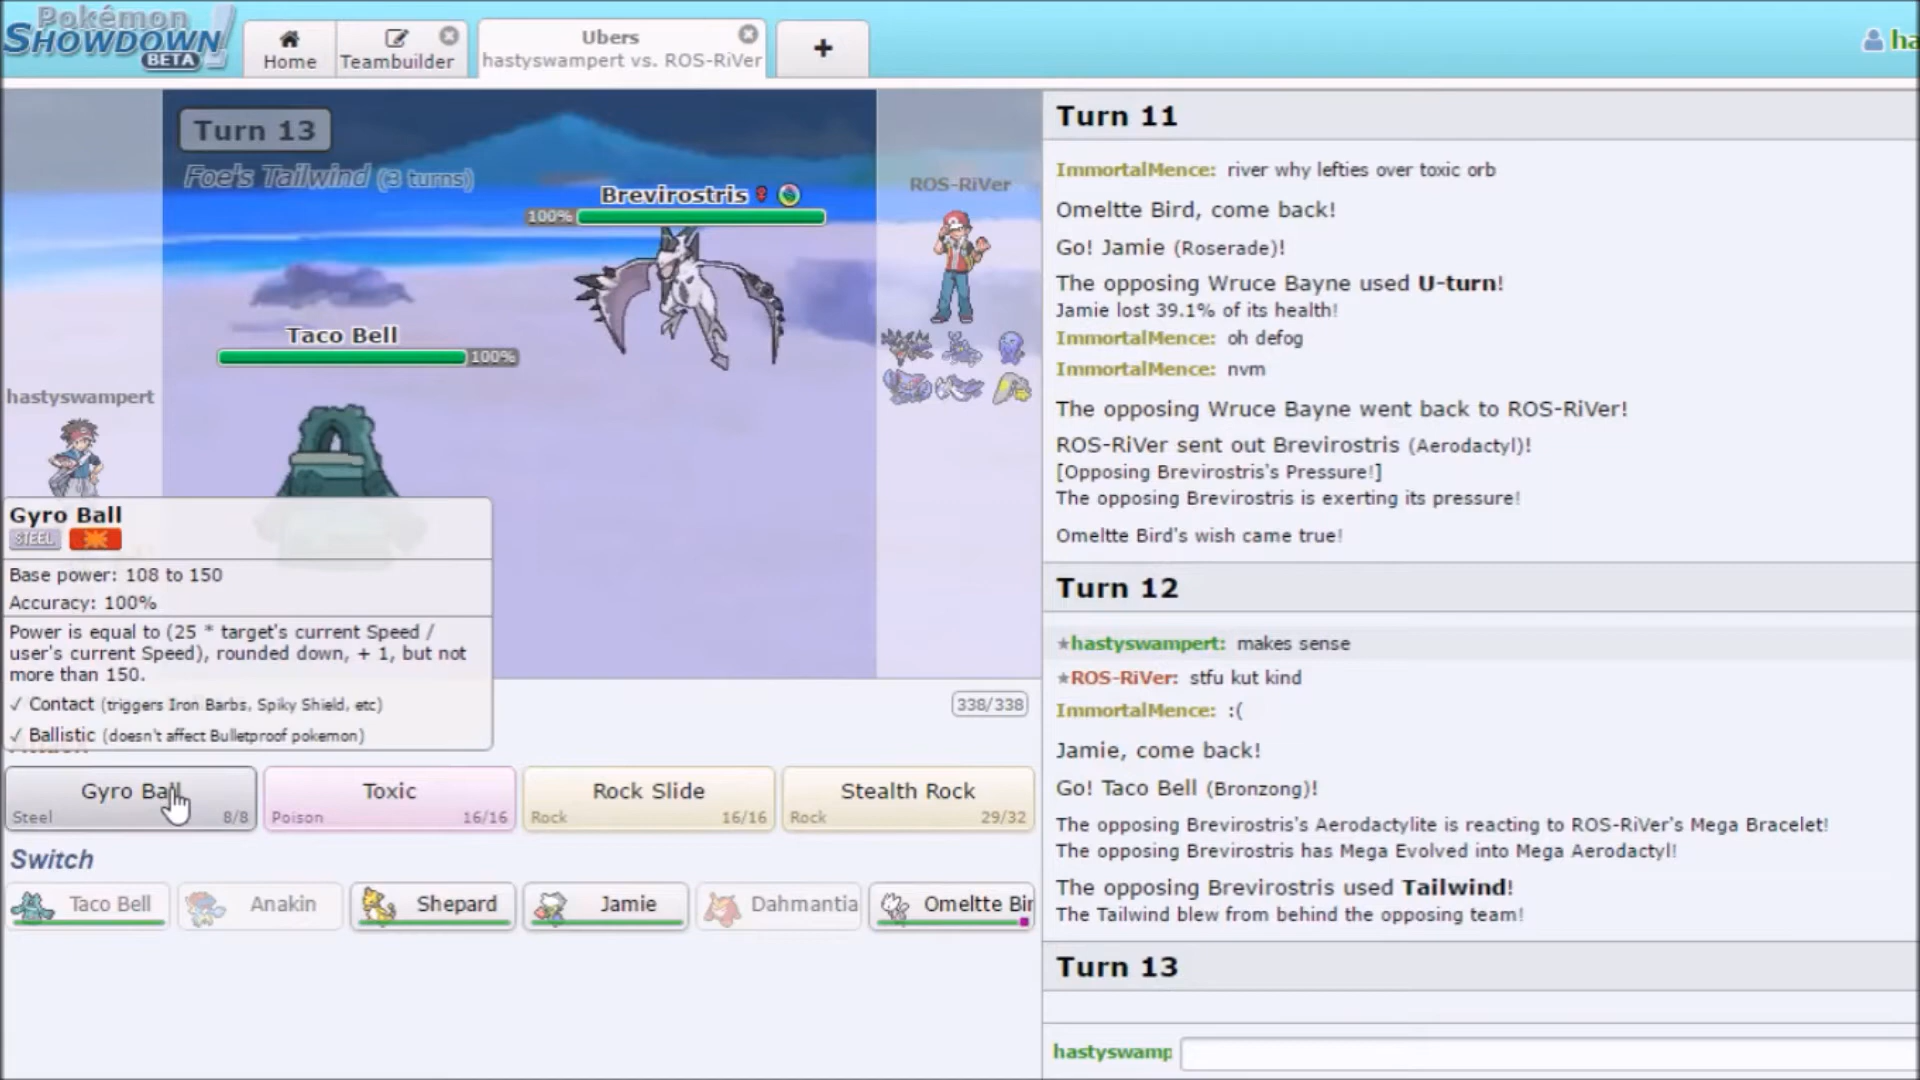 Pokémon
SHOWDOWN!
BETA
Home
Teambuilder
Ubers
hastyswampert vs. ROS-RiVer
+
ha
Turn 13
Foe's Tailwind (3 turns)
Brevirostris
100%
Taco Bell
100%
hastyswampert
ROS-RiVer
Gyro Ball
STEEL
Base power: 108 to 150
Accuracy: 100%
Power is equal to (25 * target's current Speed /
user's current Speed), rounded down, + 1, but not
more than 150.
✓ Contact (triggers Iron Barbs, Spiky Shield, etc)
✓ Ballistic (doesn't affect Bulletproof pokemon)
338/338
Gyro Ball
Steel 8/8
Toxic
Poison 16/16
Rock Slide
Rock 16/16
Stealth Rock
Rock 29/32
Switch
Taco Bell
Anakin
Shepard
Jamie
Dahmantia
Omeltte Bir
Turn 11
ImmortalMence: river why lefties over toxic orb
Omeltte Bird, come back!
Go! Jamie (Roserade)!
The opposing Wruce Bayne used U-turn!
Jamie lost 39.1% of its health!
ImmortalMence: oh defog
ImmortalMence: nvm
The opposing Wruce Bayne went back to ROS-RiVer!
ROS-RiVer sent out Brevirostris (Aerodactyl)!
[Opposing Brevirostris's Pressure!]
The opposing Brevirostris is exerting its pressure!
Omeltte Bird's wish came true!
Turn 12
★hastyswampert: makes sense
★ROS-RiVer: stfu kut kind
ImmortalMence: :(
Jamie, come back!
Go! Taco Bell (Bronzong)!
The opposing Brevirostris's Aerodactylite is reacting to ROS-RiVer's Mega Bracelet!
The opposing Brevirostris has Mega Evolved into Mega Aerodactyl!
The opposing Brevirostris used Tailwind!
The Tailwind blew from behind the opposing team!
Turn 13
hastyswamp